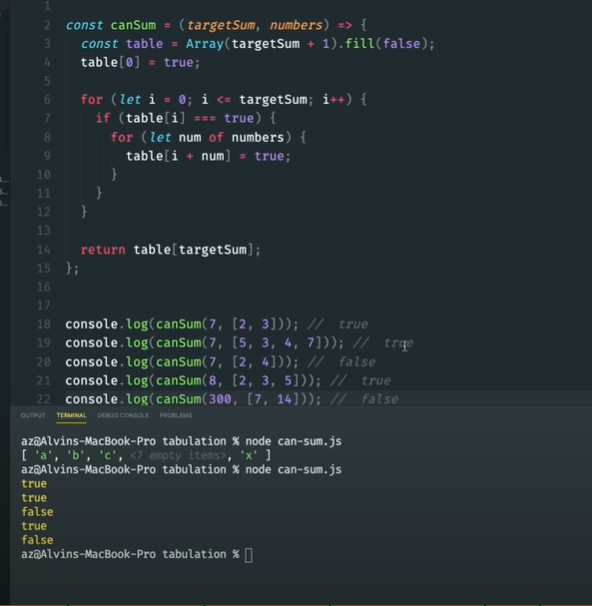 1
2 const canSum = (targetSum, numbers) => {
3 const table = Array(targetSum + 1).fill(false);
4 table[0] = true;
5
6 for (let i = 0; i <= targetSum; i++) {
7 if (table[i] === true) {
8 for (let num of numbers) {
9 table[i + num] = true;
10 }
11 }
12 }
13
14 return table[targetSum];
15 };
16
17
18 console.log(canSum(7, [2, 3])); // true
19 console.log(canSum(7, [5, 3, 4, 7])); // true
20 console.log(canSum(7, [2, 4])); // false
21 console.log(canSum(8, [2, 3, 5])); // true
22 console.log(canSum(300, [7, 14])); // false
OUTPUT TERMINAL DEBUG CONSOLE PROBLEMS
az@Alvins-MacBook-Pro tabulation % node can-sum.js
[ 'a', 'b', 'c', <7 empty items>, 'x' ]
az@Alvins-MacBook-Pro tabulation % node can-sum.js
true
true
false
true
false
az@Alvins-MacBook-Pro tabulation %